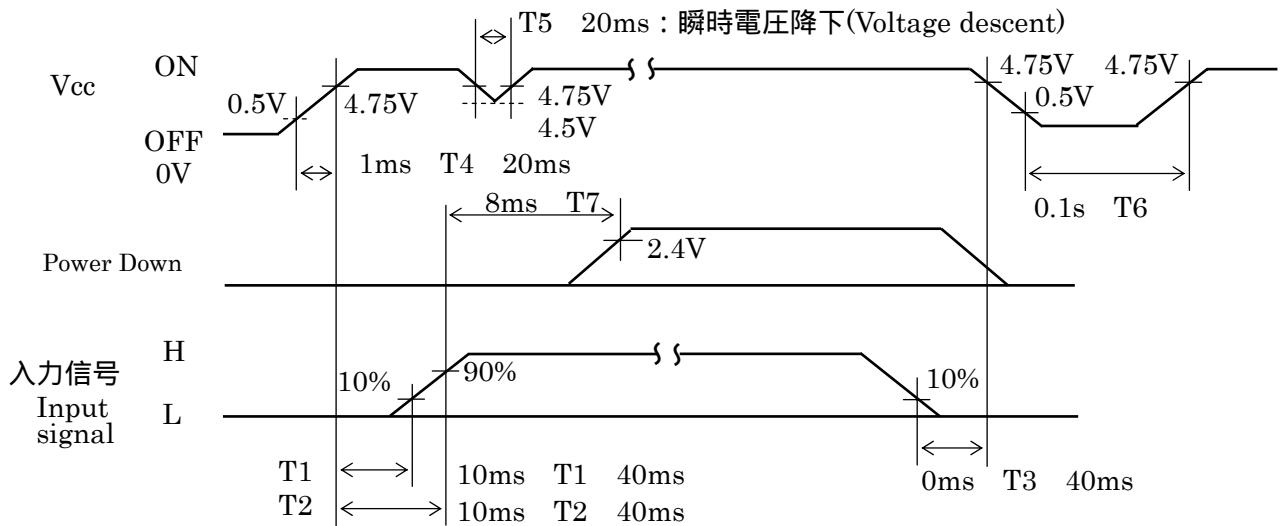 T5 20ms：瞬時電圧降下(Voltage descent)
Vcc
ON
OFF
0V
0.5V
4.75V
4.75V
4.5V
4.75V
0.5V
4.75V
1ms T4 20ms
0.1s T6
8ms T7
Power Down
2.4V
入力信号
Input
signal
H
L
10%
90%
10%
T1
10ms T1 40ms
T2
10ms T2 40ms
0ms T3 40ms